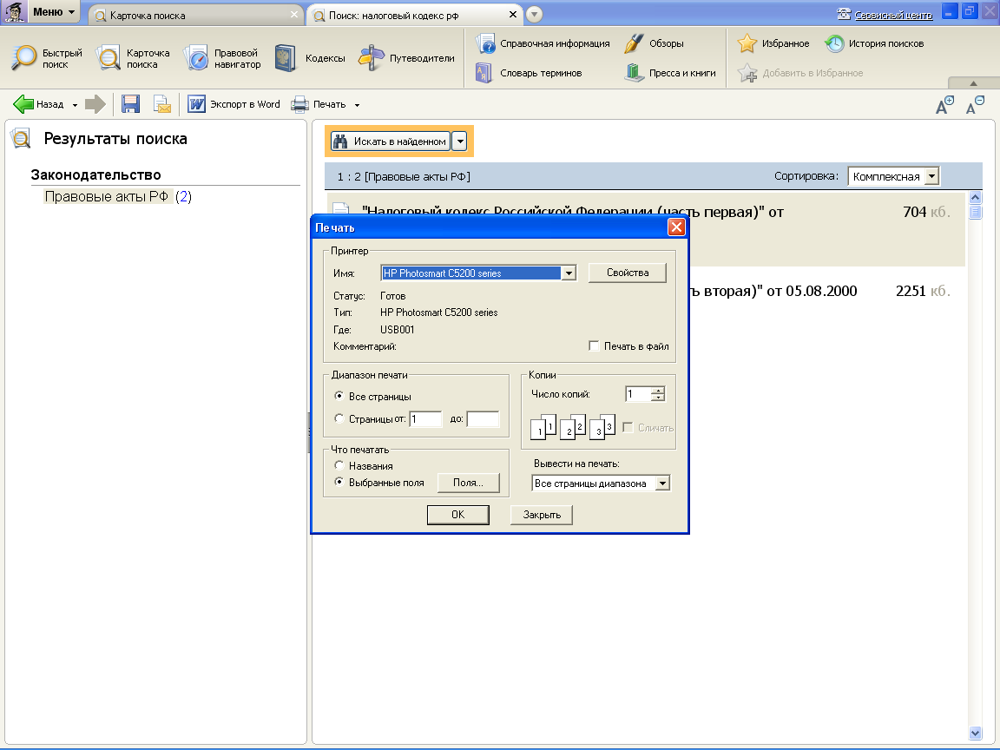 Меню
Карточка поиска
Поиск: налоговый кодекс рф
Сервисный центр
Быстрый поиск
Карточка поиска
Правовой навигатор
Кодексы
Путеводители
Справочная информация
Словарь терминов
Обзоры
Пресса и книги
Избранное
Добавить в Избранное
История поисков
Назад
Экспорт в Word
Печать
Результаты поиска
Законодательство
Правовые акты РФ (2)
Искать в найденном
1 : 2 [Правовые акты РФ]
Сортировка: Комплексная
"Налоговый кодекс Российской Федерации (часть первая)" от
704 кб.
вторая)" от 05.08.2000
2251 кб.
Печать
Принтер
Имя: HP Photosmart C5200 series
Свойства
Статус: Готов
Тип: HP Photosmart C5200 series
Где: USB001
Комментарий:
Печать в файл
Диапазон печати
Все страницы
Страницы от: 1 до:
Копии
Число копий: 1
1 1 2 2 3 3
Сличать
Что печатать
Названия
Выбранные поля
Поля...
Вывести на печать:
Все страницы диапазона
OK
Закрыть